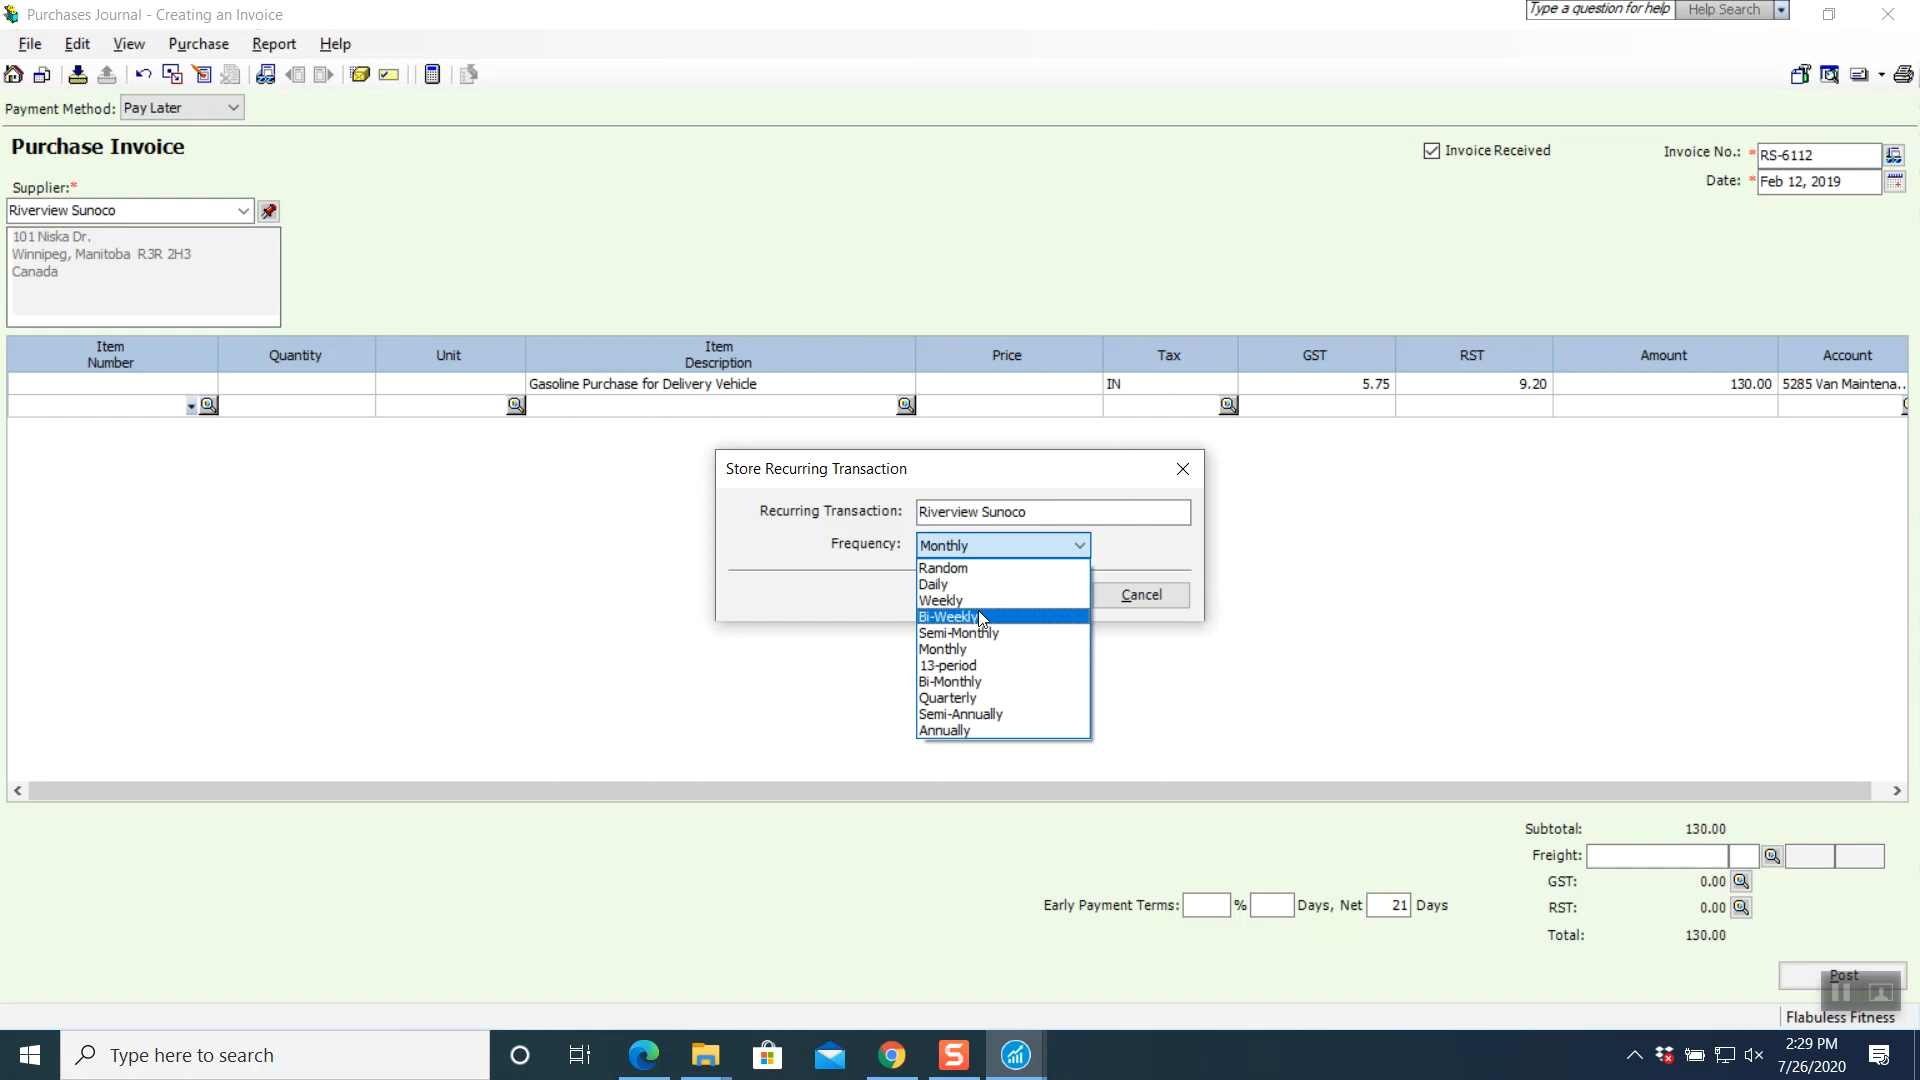 Purchases Journal - Creating an Invoice
Type a question for help Help Search
File Edit View Purchase Report Help
Payment Method: Pay Later
Purchase Invoice
Invoice Received
Invoice No.: * RS-6112
Date: * Feb 12, 2019
Supplier:*
Riverview Sunoco
101 Niska Dr.
Winnipeg, Manitoba R3R 2H3
Canada
Item Number Quantity Unit Item Description Price Tax GST RST Amount Account
Gasoline Purchase for Delivery Vehicle IN 5.75 9.20 130.00 5285 Van Maintena..
Store Recurring Transaction
Recurring Transaction: Riverview Sunoco
Frequency: Monthly
Random
Daily
Weekly
Bi-Weekly
Semi-Monthly
Monthly
13-period
Bi-Monthly
Quarterly
Semi-Annually
Annually
Cancel
Subtotal: 130.00
Freight:
GST: 0.00
Early Payment Terms: % Days, Net 21 Days
RST: 0.00
Total: 130.00
Post
Flabuless Fitness
Type here to search
2:29 PM
7/26/2020